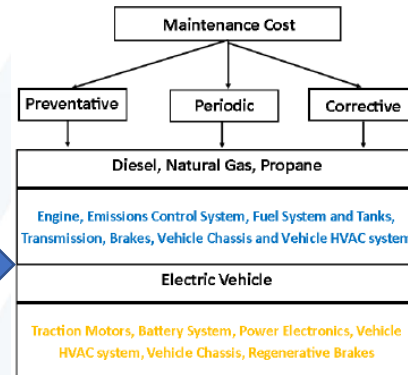 Maintenance Cost
Preventative
Periodic
Corrective
Diesel, Natural Gas, Propane
Engine, Emissions Control System, Fuel System and Tanks,
Transmission, Brakes, Vehicle Chassis and Vehicle HVAC system
Electric Vehicle
Traction Motors, Battery System, Power Electronics, Vehicle
HVAC system, Vehicle Chassis, Regenerative Brakes